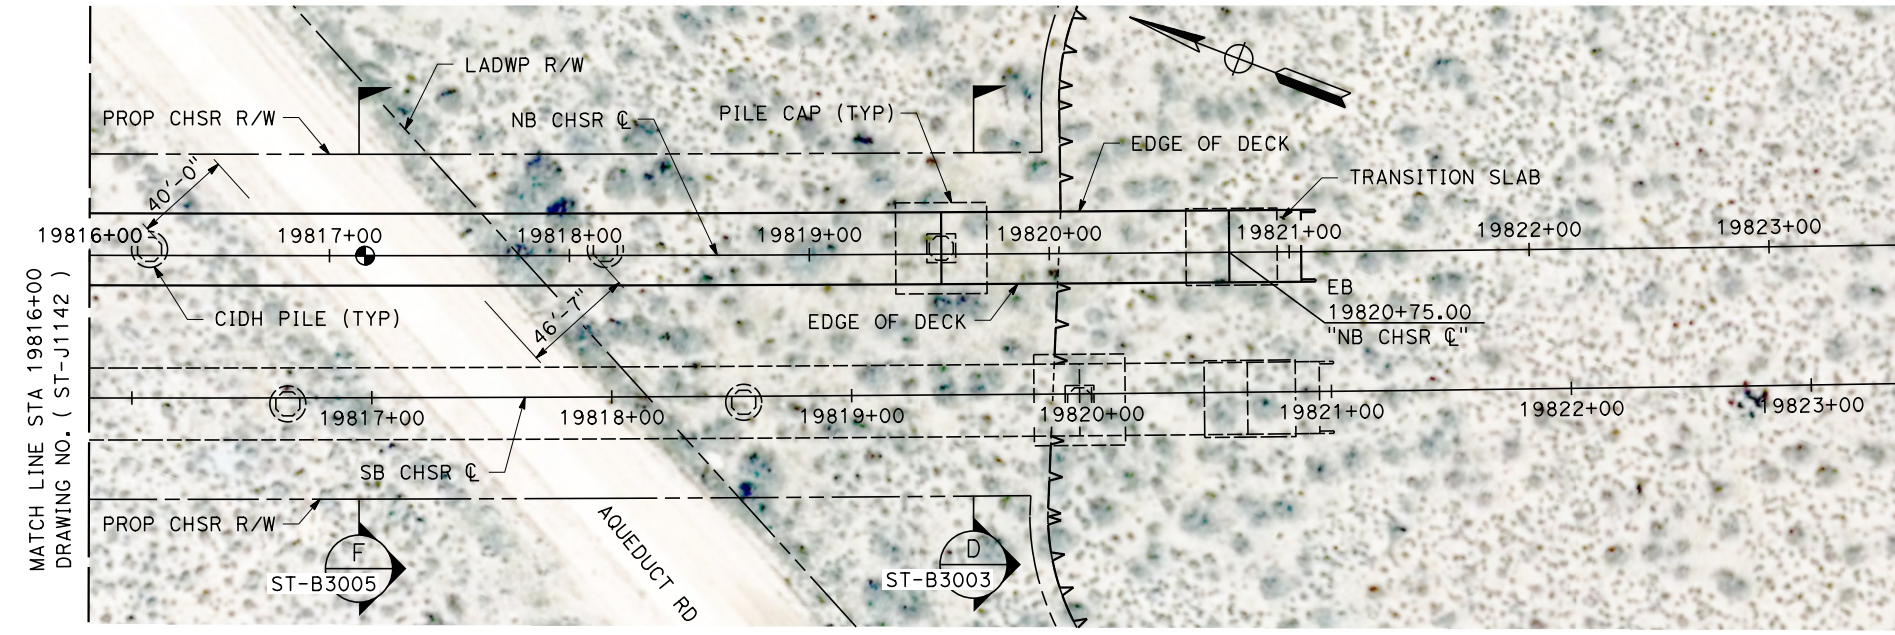 LADWP R/W
PROP CHSR R/W
NB CHSR ℄
PILE CAP (TYP)
EDGE OF DECK
TRANSITION SLAB
40'-0"
19816+00
19817+00
19818+00
19819+00
19820+00
19821+00
19822+00
19823+00
MATCH LINE STA 19816+00
DRAWING NO. ( ST-J1142 )
CIDH PILE (TYP)
46'-7"
EDGE OF DECK
EB
19820+75.00
"NB CHSR ℄"
19817+00
19818+00
19819+00
19820+00
19821+00
19822+00
19823+00
SB CHSR ℄
PROP CHSR R/W
AQUEDUCT RD
F
ST-B3005
D
ST-B3003